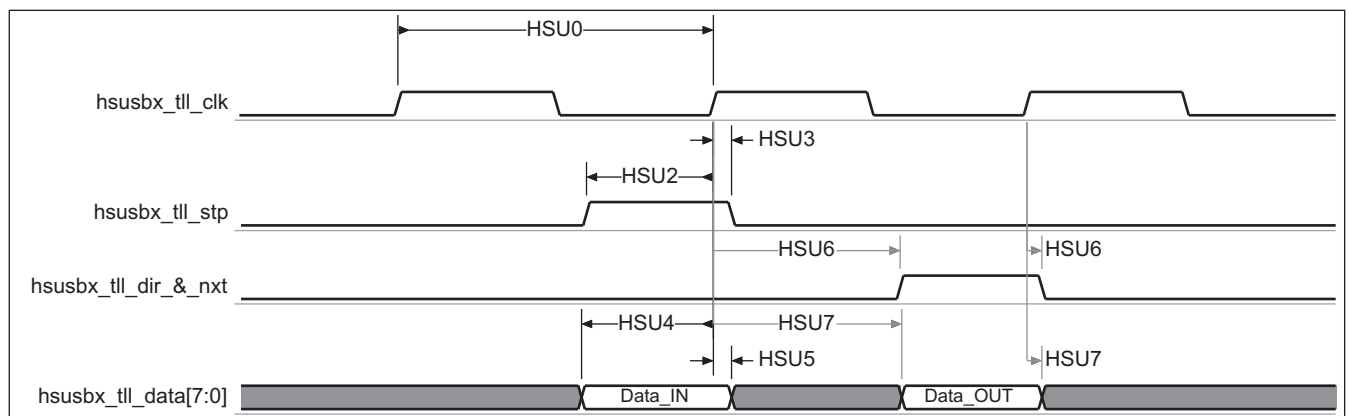 HSU0
hsusbx_tll_clk
HSU3
HSU2
hsusbx_tll_stp
HSU6 HSU6
hsusbx_tll_dir_&_nxt
HSU4 HSU7
HSU5 HSU7
hsusbx_tll_data[7:0] Data_IN Data_OUT